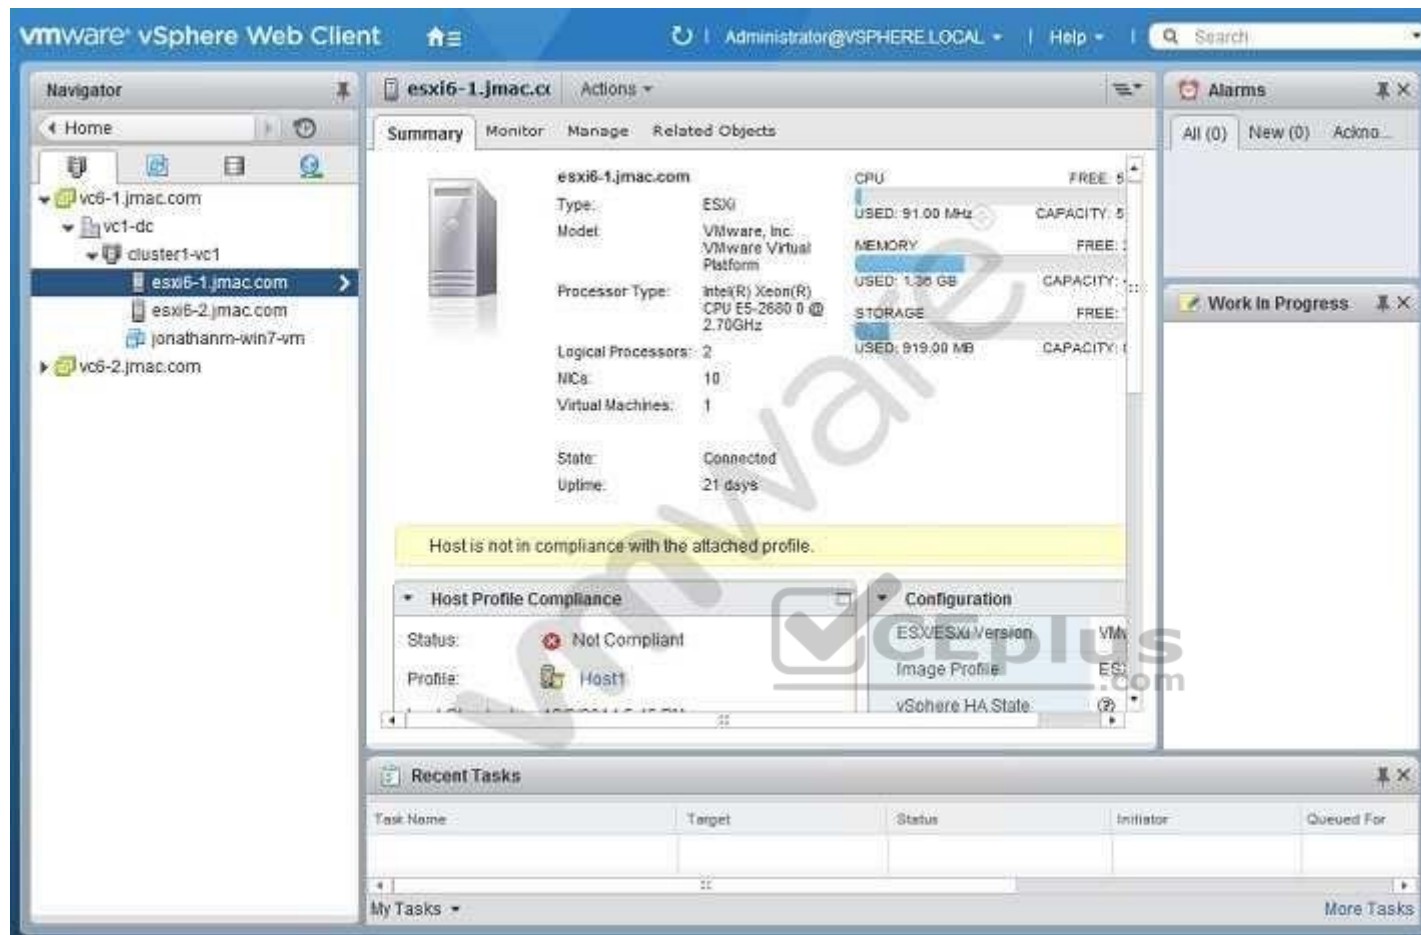 vmware® vSphere Web Client
Administrator@VSPHERE.LOCAL
Help
Search
Navigator
Home
vc6-1.jmac.com
vc1-dc
cluster1-vc1
esxi6-1.jmac.com
esxi6-2.jmac.com
jonathanm-win7-vm
vc6-2.jmac.com
esxi6-1.jmac.cc Actions
Summary Monitor Manage Related Objects
esxi6-1.jmac.com
Type: ESXi
Model: VMware, Inc.
VMware Virtual
Platform
Processor Type: Intel(R) Xeon(R)
CPU E5-2680 0 @
2.70GHz
Logical Processors: 2
NICs: 10
Virtual Machines: 1
State: Connected
Uptime: 21 days
CPU FREE: 5
USED: 91.00 MHz CAPACITY: 5
MEMORY FREE:
USED: 1.36 GB CAPACITY:
STORAGE FREE:
USED: 919.00 MB CAPACITY:
Host is not in compliance with the attached profile.
Host Profile Compliance
Status: Not Compliant
Profile: Host1
Configuration
ESX/ESXi Version VMv
Image Profile ES
vSphere HA State
Alarms
All (0) New (0) Ackno...
Work In Progress
Recent Tasks
Task Name Target Status Initiator Queued For
My Tasks
More Tasks
vmware®
CEplus
.com